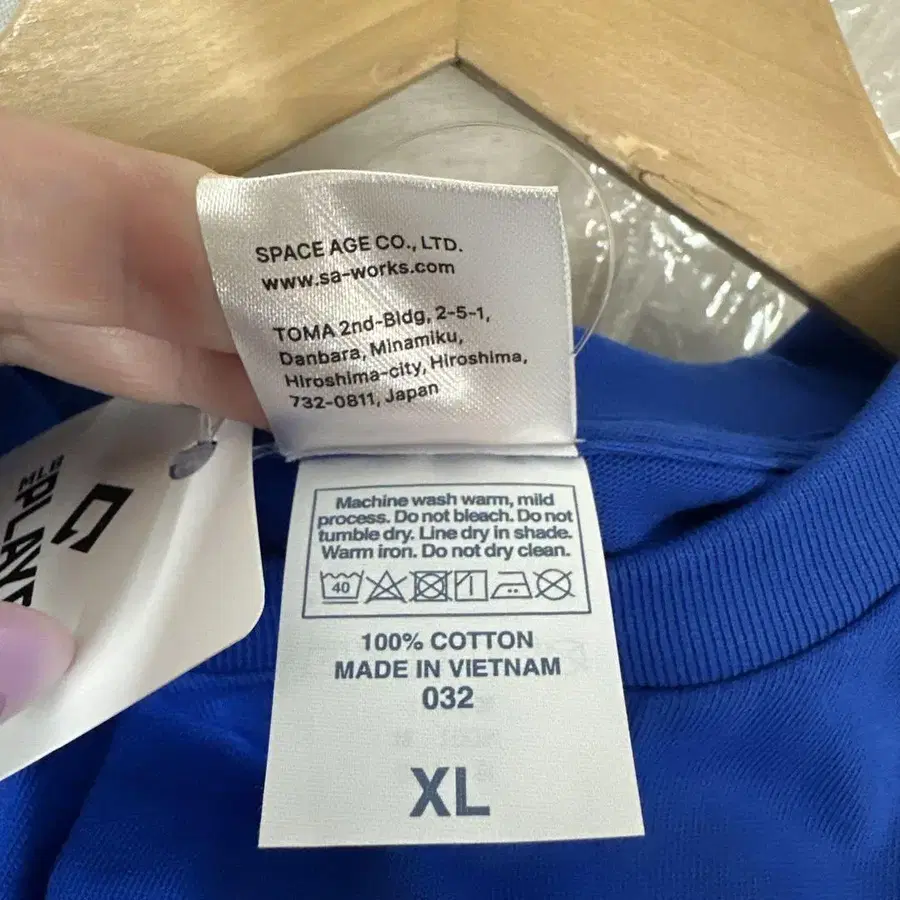 SPACE AGE CO., LTD.
www.sa-works.com
TOMA 2nd-Bldg, 2-5-1,
Danbara, Minamiku,
Hiroshima-city, Hiroshima,
732-0811, Japan
MLB
Machine wash warm, mild
process. Do not bleach. Do not
tumble dry. Line dry in shade.
Warm iron. Do not dry clean.
40
100% COTTON
MADE IN VIETNAM
032
XL